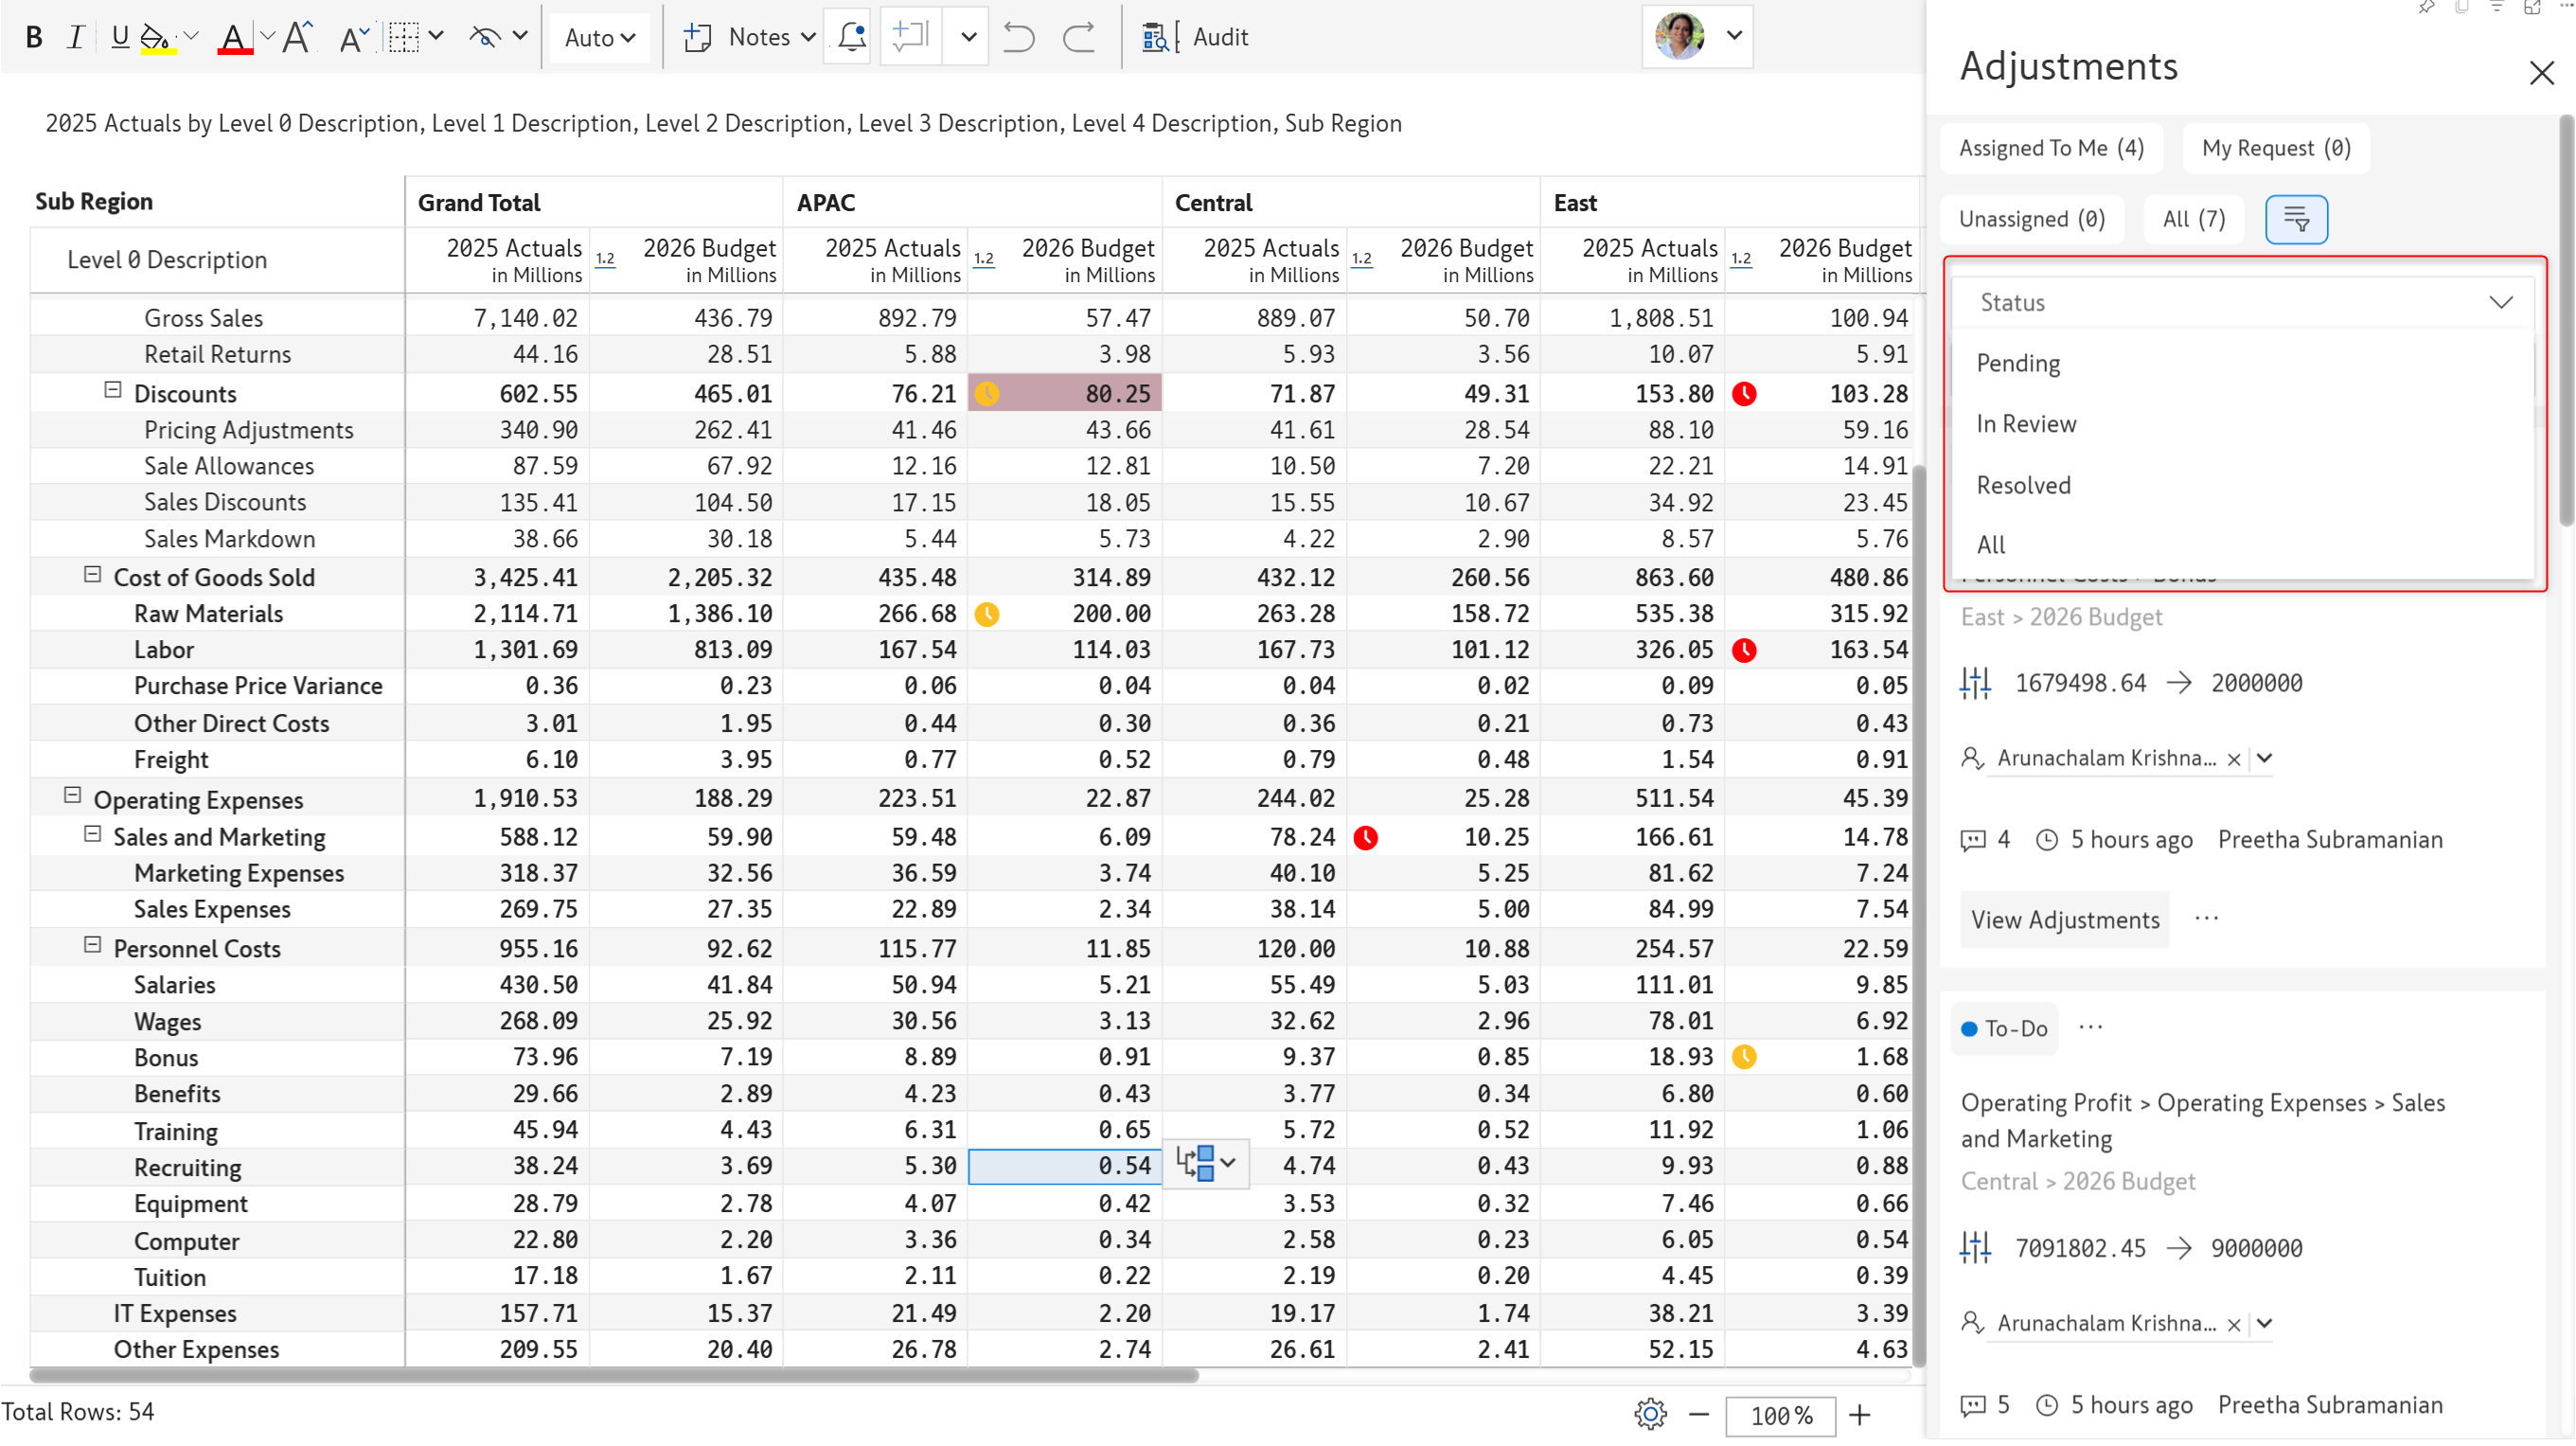 B I U A A A Auto Notes Audit
2025 Actuals by Level 0 Description, Level 1 Description, Level 2 Description, Level 3 Description, Level 4 Description, Sub Region
Sub Region Grand Total APAC Central East
Level 0 Description 2025 Actuals in Millions 1.2 2026 Budget in Millions 2025 Actuals in Millions 1.2 2026 Budget in Millions 2025 Actuals in Millions 1.2 2026 Budget in Millions 2025 Actuals in Millions 1.2 2026 Budget in Millions
Gross Sales 7,140.02 436.79 892.79 57.47 889.07 50.70 1,808.51 100.94
Retail Returns 44.16 28.51 5.88 3.98 5.93 3.56 10.07 5.91
Discounts 602.55 465.01 76.21 80.25 71.87 49.31 153.80 103.28
Pricing Adjustments 340.90 262.41 41.46 43.66 41.61 28.54 88.10 59.16
Sale Allowances 87.59 67.92 12.16 12.81 10.50 7.20 22.21 14.91
Sales Discounts 135.41 104.50 17.15 18.05 15.55 10.67 34.92 23.45
Sales Markdown 38.66 30.18 5.44 5.73 4.22 2.90 8.57 5.76
Cost of Goods Sold 3,425.41 2,205.32 435.48 314.89 432.12 260.56 863.60 480.86
Raw Materials 2,114.71 1,386.10 266.68 200.00 263.28 158.72 535.38 315.92
Labor 1,301.69 813.09 167.54 114.03 167.73 101.12 326.05 163.54
Purchase Price Variance 0.36 0.23 0.06 0.04 0.04 0.02 0.09 0.05
Other Direct Costs 3.01 1.95 0.44 0.30 0.36 0.21 0.73 0.43
Freight 6.10 3.95 0.77 0.52 0.79 0.48 1.54 0.91
Operating Expenses 1,910.53 188.29 223.51 22.87 244.02 25.28 511.54 45.39
Sales and Marketing 588.12 59.90 59.48 6.09 78.24 10.25 166.61 14.78
Marketing Expenses 318.37 32.56 36.59 3.74 40.10 5.25 81.62 7.24
Sales Expenses 269.75 27.35 22.89 2.34 38.14 5.00 84.99 7.54
Personnel Costs 955.16 92.62 115.77 11.85 120.00 10.88 254.57 22.59
Salaries 430.50 41.84 50.94 5.21 55.49 5.03 111.01 9.85
Wages 268.09 25.92 30.56 3.13 32.62 2.96 78.01 6.92
Bonus 73.96 7.19 8.89 0.91 9.37 0.85 18.93 1.68
Benefits 29.66 2.89 4.23 0.43 3.77 0.34 6.80 0.60
Training 45.94 4.43 6.31 0.65 5.72 0.52 11.92 1.06
Recruiting 38.24 3.69 5.30 0.54 4.74 0.43 9.93 0.88
Equipment 28.79 2.78 4.07 0.42 3.53 0.32 7.46 0.66
Computer 22.80 2.20 3.36 0.34 2.58 0.23 6.05 0.54
Tuition 17.18 1.67 2.11 0.22 2.19 0.20 4.45 0.39
IT Expenses 157.71 15.37 21.49 2.20 19.17 1.74 38.21 3.39
Other Expenses 209.55 20.40 26.78 2.74 26.61 2.41 52.15 4.63
Total Rows: 54 100%
Adjustments
Assigned To Me (4) My Request (0)
Unassigned (0) All (7)
Status
Pending
In Review
Resolved
All
Personnel Costs > Bonus
East > 2026 Budget
1679498.64 → 2000000
Arunachalam Krishna...
4 5 hours ago Preetha Subramanian
View Adjustments ...
To-Do ...
Operating Profit > Operating Expenses > Sales
and Marketing
Central > 2026 Budget
7091802.45 → 9000000
Arunachalam Krishna...
5 5 hours ago Preetha Subramanian